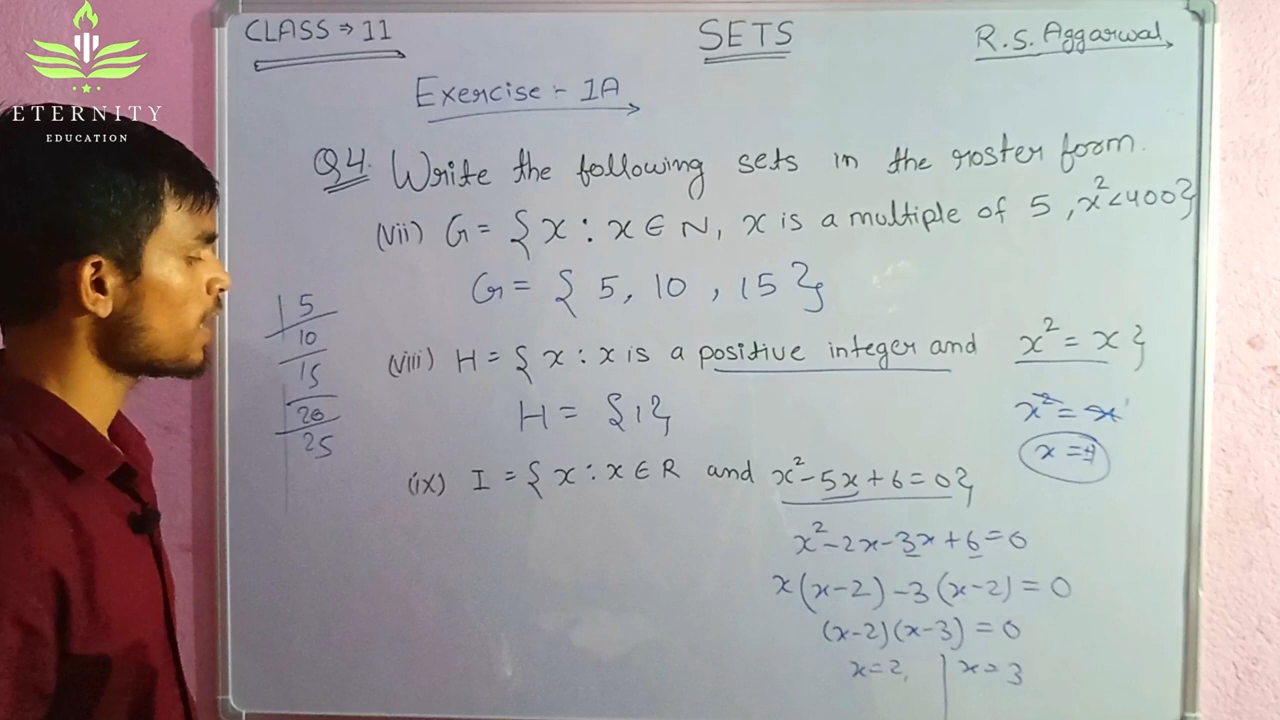 ETERNITY
EDUCATION
CLASS ⇒ 11
SETS
R.S. Aggarwal
Exercise :- 1A
Q4. Write the following sets in the roster form.
(vii) G = { x : x ∈ N, x is a multiple of 5, x² < 400}
G = { 5, 10, 15 }
5
10
15
20
25
(viii) H = { x : x is a positive integer and x² = x }
H = {1}
x² = x
x = 1
(ix) I = { x : x ∈ R and x² - 5x + 6 = 0}
x² - 2x - 3x + 6 = 0
x(x-2) - 3(x-2) = 0
(x-2)(x-3) = 0
x = 2, | x = 3